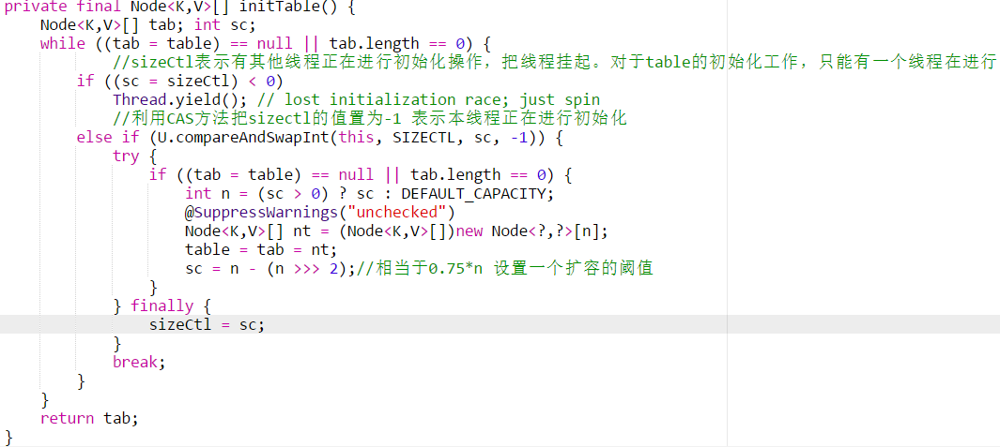 private final Node<K,V>[] initTable() {
    Node<K,V>[] tab; int sc;
    while ((tab = table) == null || tab.length == 0) {
            //sizeCtl表示有其他线程正在进行初始化操作，把线程挂起。对于table的初始化工作，只能有一个线程在进行
        if ((sc = sizeCtl) < 0)
            Thread.yield(); // lost initialization race; just spin
            //利用CAS方法把sizectl的值置为-1 表示本线程正在进行初始化
        else if (U.compareAndSwapInt(this, SIZECTL, sc, -1)) {
            try {
                if ((tab = table) == null || tab.length == 0) {
                    int n = (sc > 0) ? sc : DEFAULT_CAPACITY;
                    @SuppressWarnings("unchecked")
                    Node<K,V>[] nt = (Node<K,V>[])new Node<?,?>[n];
                    table = tab = nt;
                    sc = n - (n >>> 2);//相当于0.75*n 设置一个扩容的阈值
                }
            } finally {
                sizeCtl = sc;
            }
            break;
        }
    }
    return tab;
}